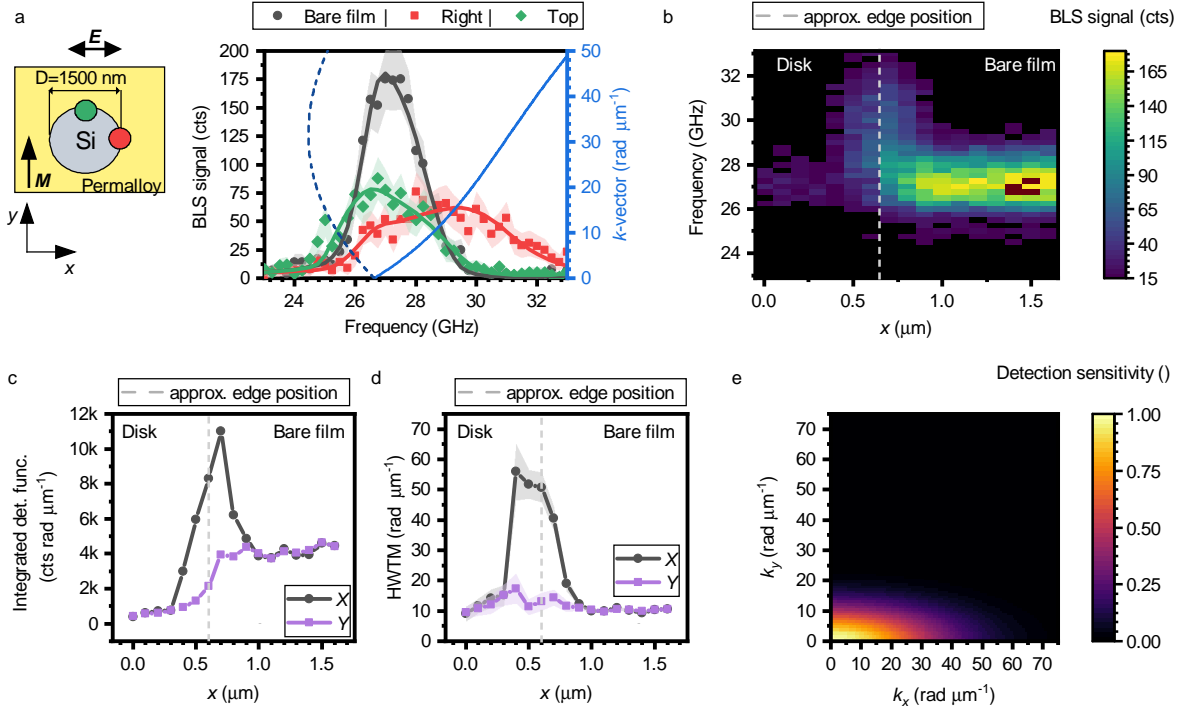 a
E
D=1500 nm
Si
M
Permalloy
y
x
Bare film | Right | Top
BLS signal (cts)
200
175
150
125
100
75
50
25
0
24 26 28 30 32
Frequency (GHz)
50
40
30
20
10
0
k-vector (rad µm⁻¹)
b
approx. edge position
BLS signal (cts)
Disk Bare film
Frequency (GHz)
32
30
28
26
24
0.0 0.5 1.0 1.5
x (µm)
165
140
115
90
65
40
15
c
approx. edge position
Disk Bare film
Integrated det. func.
(cts rad µm⁻¹)
12k
10k
8k
6k
4k
2k
0
X
Y
0.0 0.5 1.0 1.5
x (µm)
d
approx. edge position
Disk Bare film
HWTM (rad µm⁻¹)
70
60
50
40
30
20
10
0
X
Y
0.0 0.5 1.0 1.5
x (µm)
e
Detection sensitivity ()
k_y (rad µm⁻¹)
70
60
50
40
30
20
10
0
0 10 20 30 40 50 60 70
k_x (rad µm⁻¹)
1.00
0.75
0.50
0.25
0.00